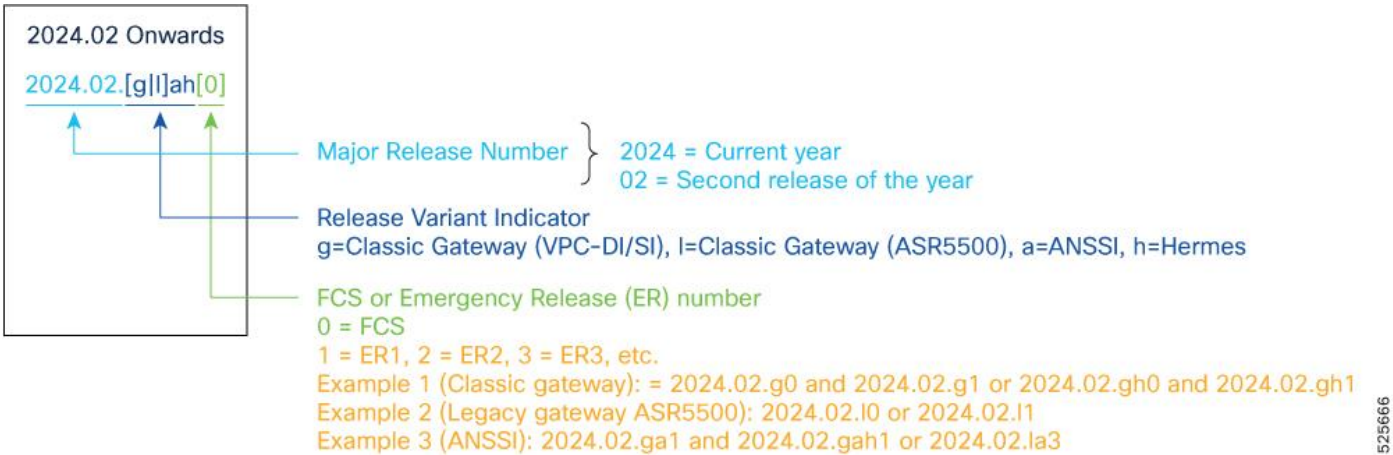 2024.02 Onwards
2024.02.[g|l]ah[0]
Major Release Number
2024 = Current year
02 = Second release of the year
Release Variant Indicator
g=Classic Gateway (VPC-DI/SI), l=Classic Gateway (ASR5500), a=ANSSI, h=Hermes
FCS or Emergency Release (ER) number
0 = FCS
1 = ER1, 2 = ER2, 3 = ER3, etc.
Example 1 (Classic gateway): = 2024.02.g0 and 2024.02.g1 or 2024.02.gh0 and 2024.02.gh1
Example 2 (Legacy gateway ASR5500): 2024.02.l0 or 2024.02.l1
Example 3 (ANSSI): 2024.02.ga1 and 2024.02.gah1 or 2024.02.la3
525666